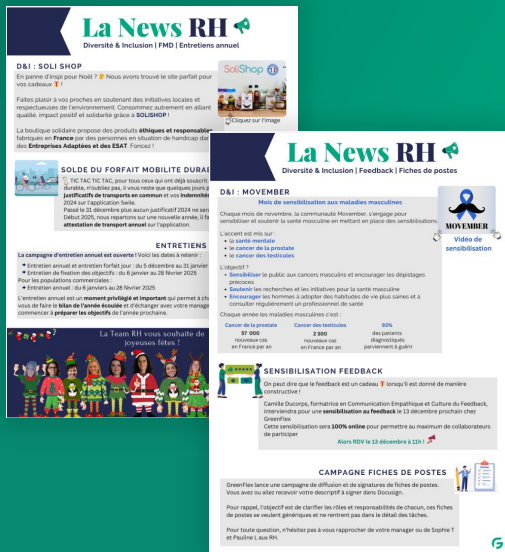 La News RH
Diversité & Inclusion | FMD | Entretiens annuel
D&I : SOLI SHOP
En panne d'inspi pour Noël ? Nous avons trouvé le site parfait pour
vos cadeaux !
Faites plaisir à vos proches en soutenant des initiatives locales et
respectueuses de l'environnement. Consommez autrement en alliant
qualité, impact positif et solidarité grâce à SOLISHOP !
La boutique solidaire propose des produits éthiques et responsables
fabriqués en France par des personnes en situation de handicap dan
des Entreprises Adaptées et des ESAT. Foncez !
SoliShop
Cliquez sur l'image
SOLDE DU FORFAIT MOBILITE DURA
TIC TAC TIC TAC, pour tous ceux qui ont déjà souscrit
durable, n'oubliez pas, il vous reste que quelques jours p
justificatifs de transports en commun et vos indemnités
2024 sur l'application Swile.
Passé le 31 décembre plus aucun justificatif 2024 ne ser
Début 2025, nous repartons sur une nouvelle année, il fa
attestation de transport annuel sur l'application.
ENTRETIENS
La campagne d'entretien annuel est ouverte ! Voici les dates à retenir :
Entretien annuel et entretien forfait jour : du 5 décembre au 31 janvier
Entretien de fixation des objectifs : du 6 janvier au 28 février 2025
Pour les populations commerciales :
Entretien annuel : du 6 janvier au 28 février 2025
L'entretien annuel est un moment privilégié et important qui permet à ch
vous de faire le bilan de l'année écoulée et d'échanger avec votre manage
commencer à préparer les objectifs de l'année prochaine.
La Team RH vous souhaite de
joyeuses fêtes !
La News RH
Diversité & Inclusion | Feedback | Fiches de postes
D&I : MOVEMBER
Mois de sensibilisation aux maladies masculines
Chaque mois de novembre, la communauté Movember, s'engage pour
sensibiliser et soutenir la santé masculine en mettant en place des sensibilisations.
L'accent est mis sur :
• la santé mentale
• le cancer de la prostate
• le cancer des testicules
L'objectif ?
• Sensibiliser le public aux cancers masculins et encourager les dépistages
précoces
• Soutenir les recherches et les initiatives pour la santé masculine
• Encourager les hommes à adopter des habitudes de vie plus saines et à
consulter régulièrement un professionnel de santé
Chaque année les maladies masculines c'est :
Cancer de la prostate
57 000
nouveaux cas
en France par an
Cancer des testicules
2 300
nouveaux cas
en France par an
93%
des patients
diagnostiqués
parviennent à guérir
MOVEMBER
Vidéo de
sensibilisation
SENSIBILISATION FEEDBACK
On peut dire que le feedback est un cadeau lorsqu'il est donné de manière
constructive !
Camille Ducorps, formatrice en Communication Empathique et Culture du Feedback,
interviendra pour une sensibilisation au feedback le 13 décembre prochain chez
GreenFlex
Cette sensibilisation sera 100% online pour permettre au maximum de collaborateurs
de participer
Alors RDV le 13 décembre à 11h !
CAMPAGNE FICHES DE POSTES
GreenFlex lance une campagne de diffusion et de signatures de fiches de postes.
Vous avez ou allez recevoir votre descriptif à signer dans Docusign.
Pour rappel, l'objectif est de clarifier les rôles et responsabilités de chacun, ces fiches
de postes se veulent génériques et ne rentrent pas dans le détail des tâches.
Pour toute question, n'hésitez pas à vous rapprocher de votre manager ou de Sophie T
et Pauline L aux RH.